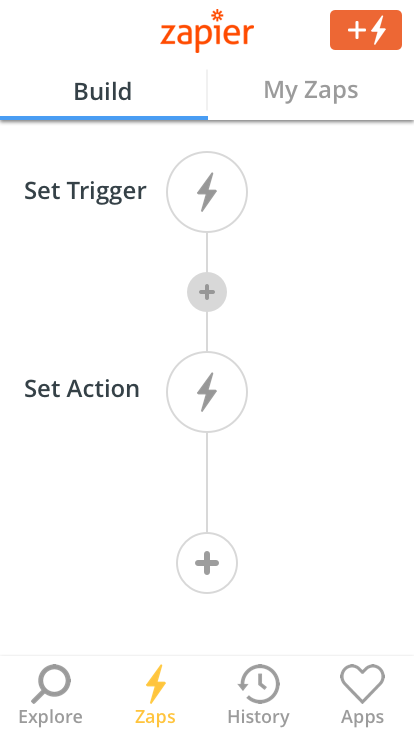 zapier
Build
My Zaps
Set Trigger
Set Action
Explore
Zaps
History
Apps